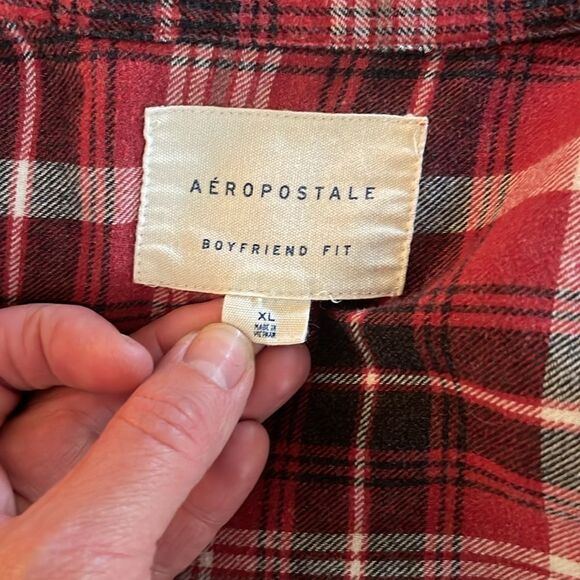 AÉROPOSTALE
BOYFRIEND FIT
XL
MADE IN
VIETNAM